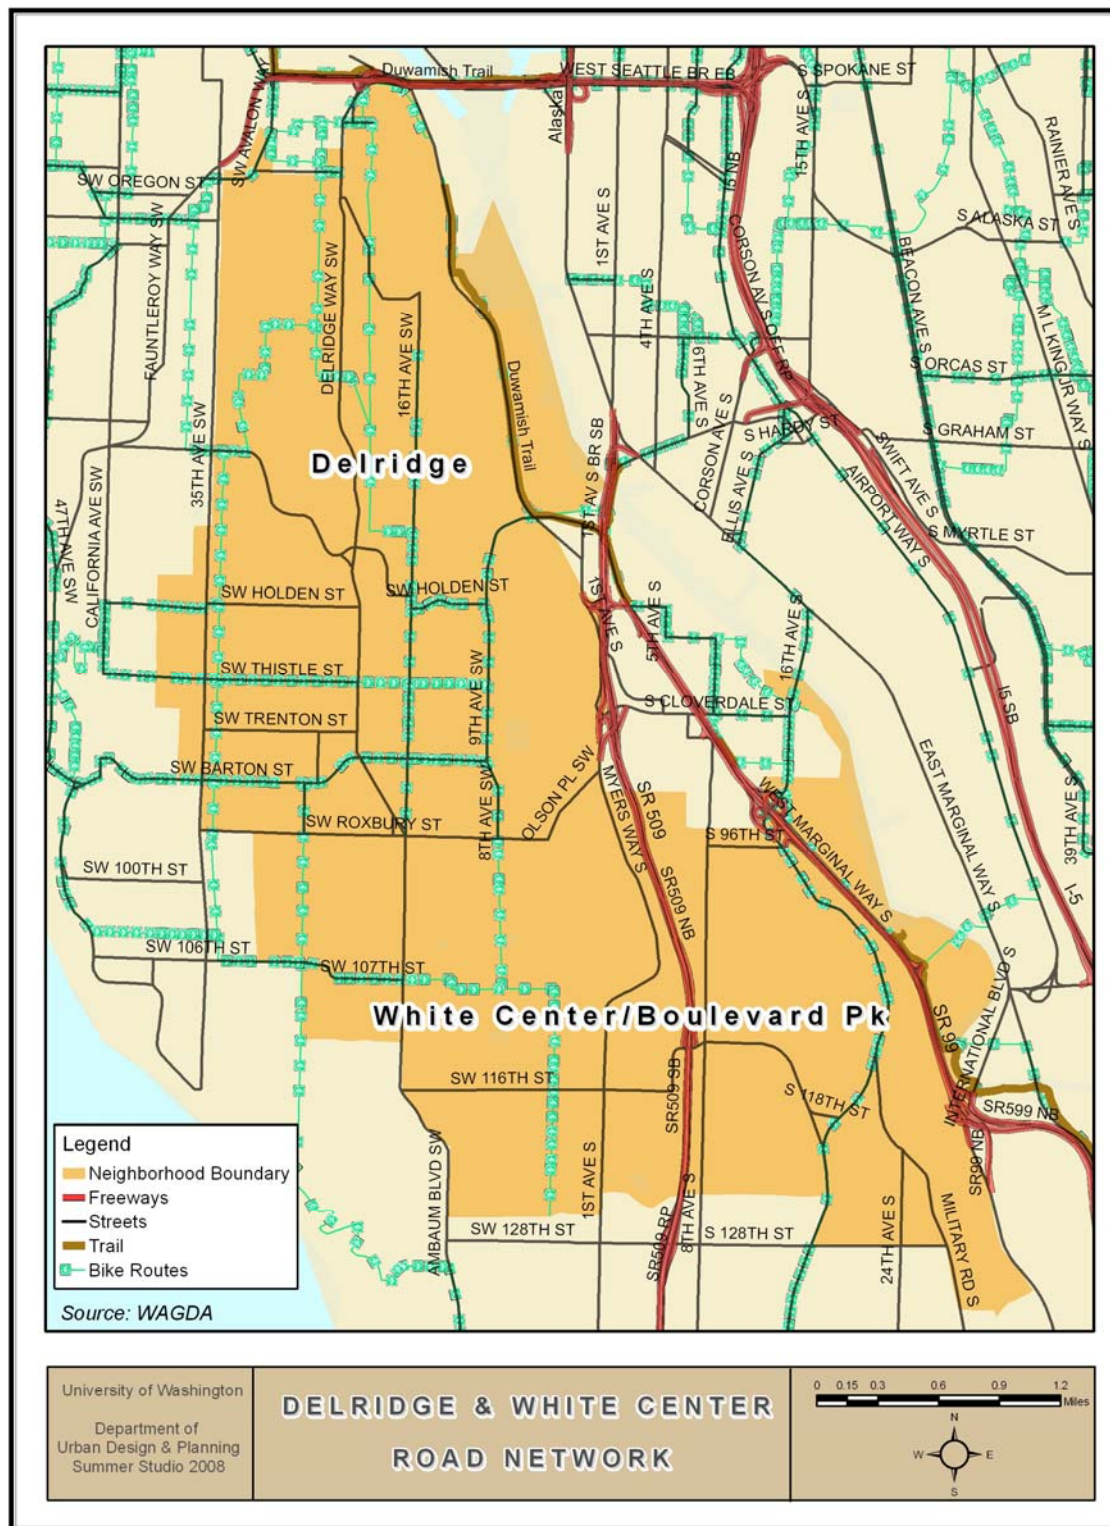 Duwamish Trail
WEST SEATTLE BR EB
S SPOKANE ST
SW AVALON WAY
Alaska
I5 NB
15TH AVE S
RAINIER AVE S
SW OREGON ST
FAUNTLEROY WAY SW
DELRIDGE WAY SW
16TH AVE SW
1ST AVE S
4TH AVE S
CORSON AV S OFF RP
BEACON AVE S
S ALASKA ST
M L KING JR WAY S
6TH AVE S
S ORCAS ST
Duwamish Trail
35TH AVE SW
CORSON AVE S
S HARDY ST
S GRAHAM ST
SWIFT AVE S
Delridge
47TH AVE SW
CALIFORNIA AVE SW
1ST AV S BR SB
ELLIS AVE S
AIRPORT WAY S
S MYRTLE ST
SW HOLDEN ST
SW HOLDEN ST
1ST AVE S
5TH AVE S
16TH AVE S
SW THISTLE ST
9TH AVE SW
S CLOVERDALE ST
I5 SB
SW TRENTON ST
SW BARTON ST
8TH AVE SW
OLSON PL SW
MYERS WAY S
SR 509
WEST MARGINAL WAY S
EAST MARGINAL WAY S
39TH AVE S
SW ROXBURY ST
S 96TH ST
SW 100TH ST
SR509 NB
I-5
SW 106TH ST
SW 107TH ST
White Center/Boulevard Pk
SR 99
INTERNATIONAL BLVD S
SW 116TH ST
SR509 SB
S 118TH ST
SR599 NB
SR99 NB
AMBAUM BLVD SW
1ST AVE S
8TH AVE S
SR509 RP
24TH AVE S
MILITARY RD S
SW 128TH ST
S 128TH ST
Legend
Neighborhood Boundary
Freeways
Streets
Trail
Bike Routes
Source: WAGDA
University of Washington
Department of
Urban Design & Planning
Summer Studio 2008
DELRIDGE & WHITE CENTER
ROAD NETWORK
0 0.15 0.3 0.6 0.9 1.2
Miles
N
W E
S